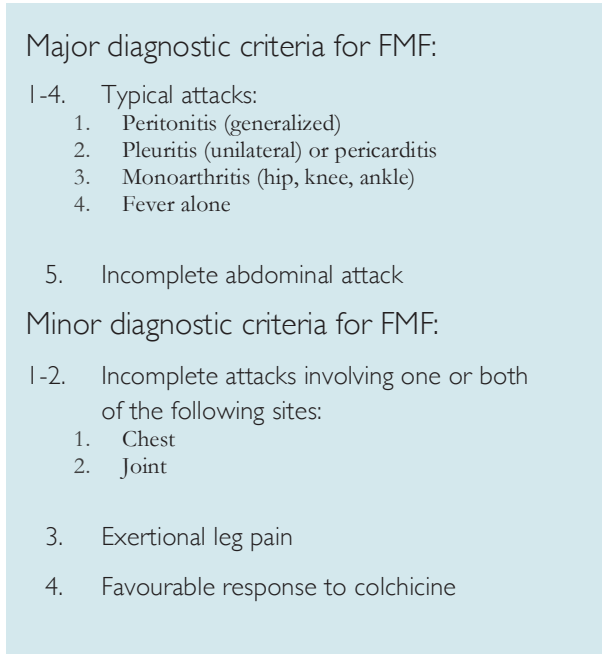 Major diagnostic criteria for FMF:
1-4. Typical attacks:
1. Peritonitis (generalized)
2. Pleuritis (unilateral) or pericarditis
3. Monoarthritis (hip, knee, ankle)
4. Fever alone
5. Incomplete abdominal attack
Minor diagnostic criteria for FMF:
1-2. Incomplete attacks involving one or both
of the following sites:
1. Chest
2. Joint
3. Exertional leg pain
4. Favourable response to colchicine